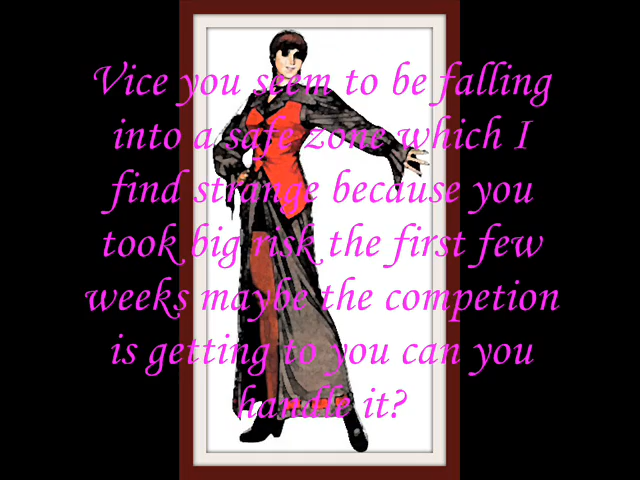 Vice you seem to be falling
into a safe zone which I
find strange because you
took big risk the first few
weeks maybe the competion
is getting to you can you
handle it?